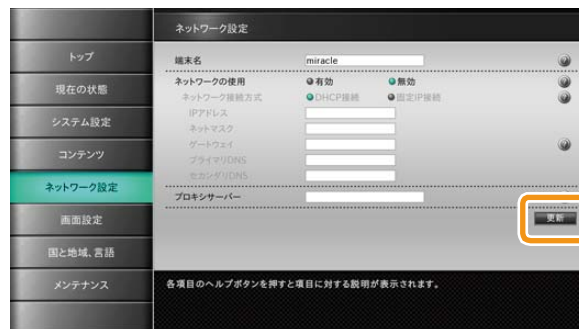 ネットワーク設定
トップ
現在の状態
システム設定
コンテンツ
ネットワーク設定
画面設定
国と地域、言語
メンテナンス
端末名 miracle
ネットワークの使用 有効 無効
ネットワーク接続方式 DHCP接続 固定IP接続
IPアドレス
ネットマスク
ゲートウェイ
プライマリDNS
セカンダリDNS
プロキシサーバー
更新
各項目のヘルプボタンを押すと項目に対する説明が表示されます。